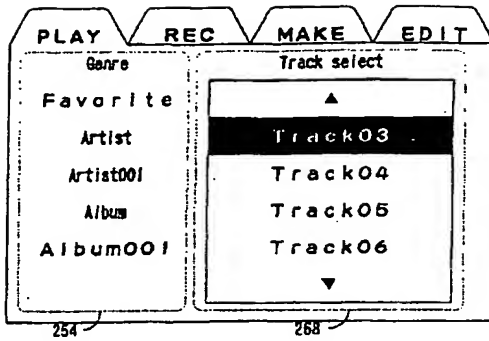 PLAY REC MAKE EDIT
Genre
Favorite
Artist
Artist001
Album
Album001
Track select
▲
Track03
Track04
Track05
Track06
▼
254
268